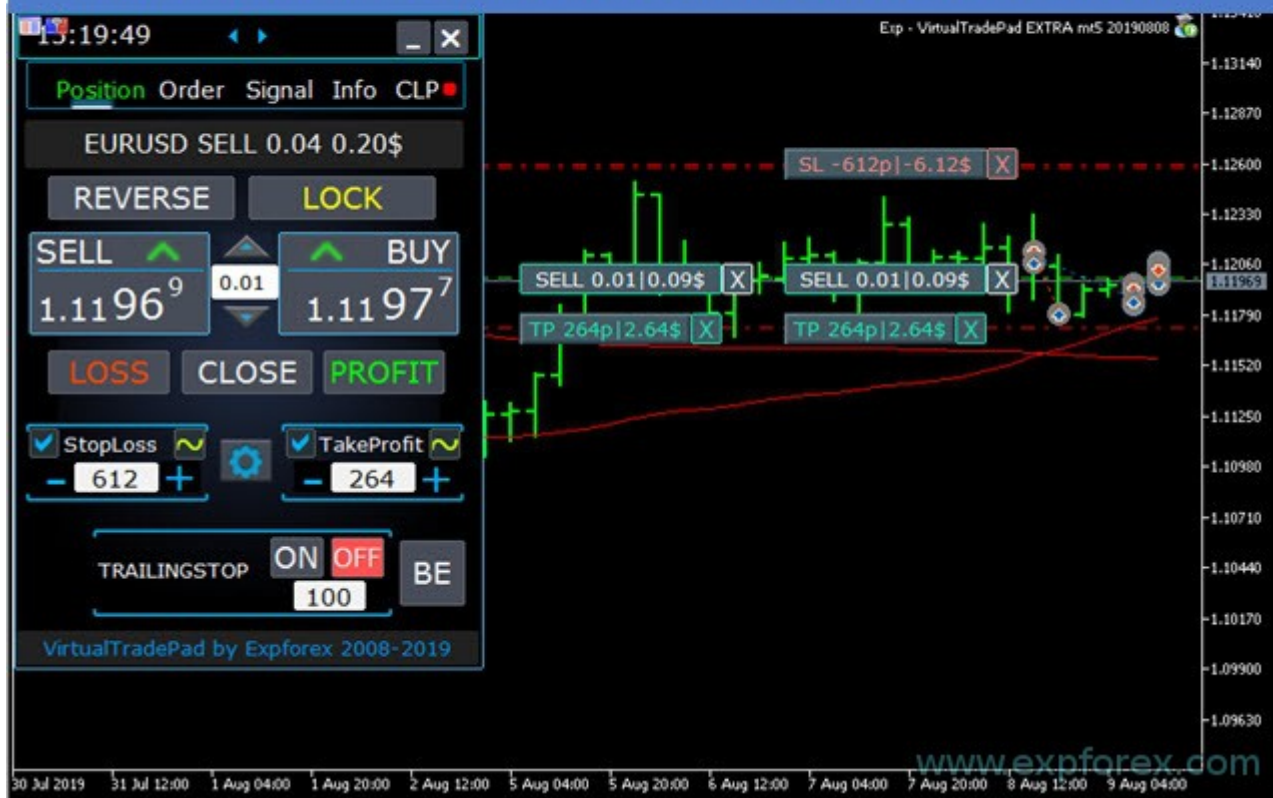 13:19:49
Exp - VirtualTradePad EXTRA mt5 20190808
Position Order Signal Info CLP
EURUSD SELL 0.04 0.20$
REVERSE LOCK
SELL BUY
0.01
1.11969 1.11977
LOSS CLOSE PROFIT
StopLoss TakeProfit
612 264
TRAILINGSTOP ON OFF BE
100
VirtualTradePad by Expforex 2008-2019
SL -612p|-6.12$ X
SELL 0.01|0.09$ X SELL 0.01|0.09$ X
TP 264p|2.64$ X TP 264p|2.64$ X
1.13140
1.12870
1.12600
1.12330
1.12060
1.11969
1.11790
1.11520
1.11250
1.10980
1.10710
1.10440
1.10170
1.09900
1.09630
www.expforex.com
30 Jul 2019 31 Jul 12:00 1 Aug 04:00 1 Aug 20:00 2 Aug 12:00 5 Aug 04:00 5 Aug 20:00 6 Aug 12:00 7 Aug 04:00 7 Aug 20:00 8 Aug 12:00 9 Aug 04:00